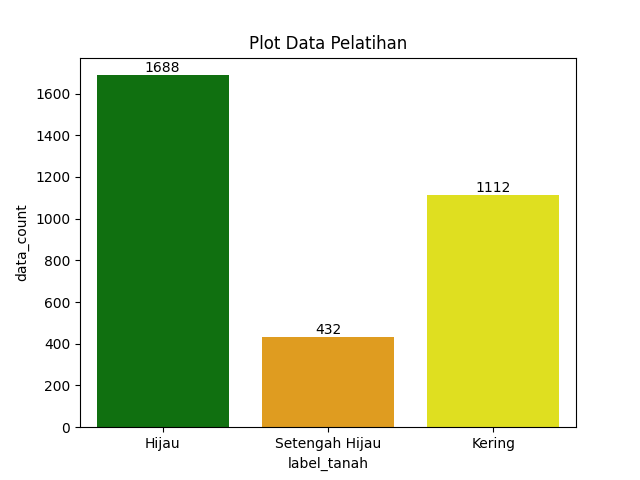 Plot Data Pelatihan
data_count
1600
1400
1200
1000
800
600
400
200
0
1688
432
1112
Hijau
Setengah Hijau
Kering
label_tanah